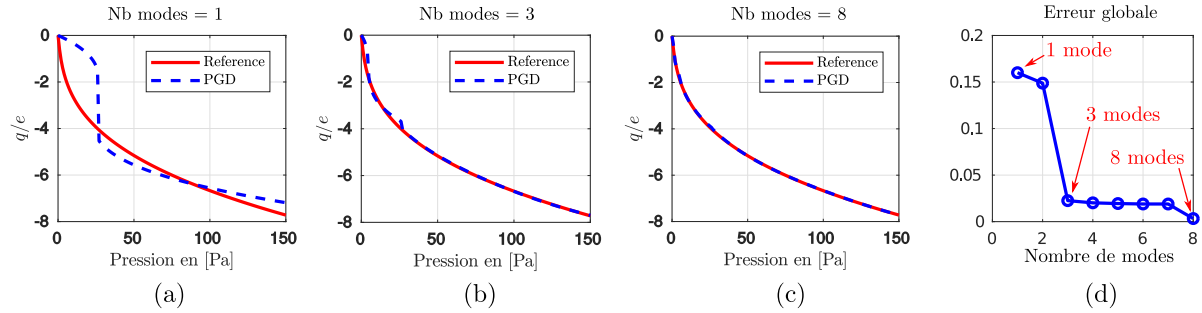 Nb modes = 1
0
-2
-4
-6
-8
q/e
Reference
PGD
0 50 100 150
Pression en [Pa]
(a)
Nb modes = 3
0
-2
-4
-6
-8
q/e
Reference
PGD
0 50 100 150
Pression en [Pa]
(b)
Nb modes = 8
0
-2
-4
-6
-8
q/e
Reference
PGD
0 50 100 150
Pression en [Pa]
(c)
Erreur globale
0.2
0.15
0.1
0.05
0
1 mode
3 modes
8 modes
0 2 4 6 8
Nombre de modes
(d)